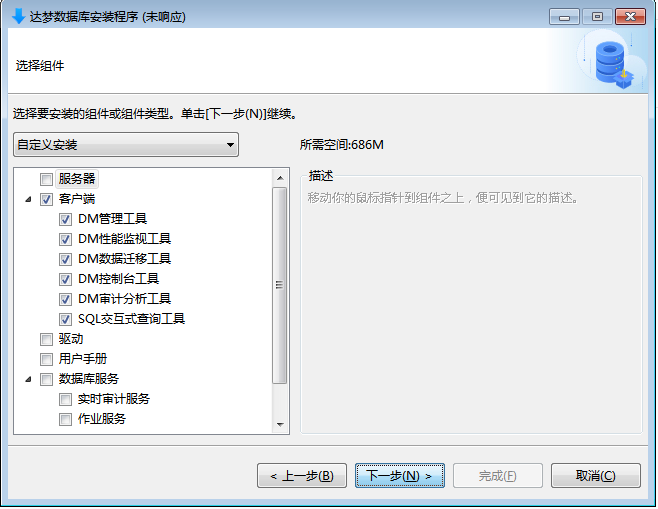 达梦数据库安装程序 (未响应)
选择组件
选择要安装的组件或组件类型。单击[下一步(N)]继续。
自定义安装
所需空间:686M
服务器
客户端
DM管理工具
DM性能监视工具
DM数据迁移工具
DM控制台工具
DM审计分析工具
SQL交互式查询工具
驱动
用户手册
数据库服务
实时审计服务
作业服务
描述
移动你的鼠标指针到组件之上，便可见到它的描述。
< 上一步(B) 下一步(N) > 完成(F) 取消(C)